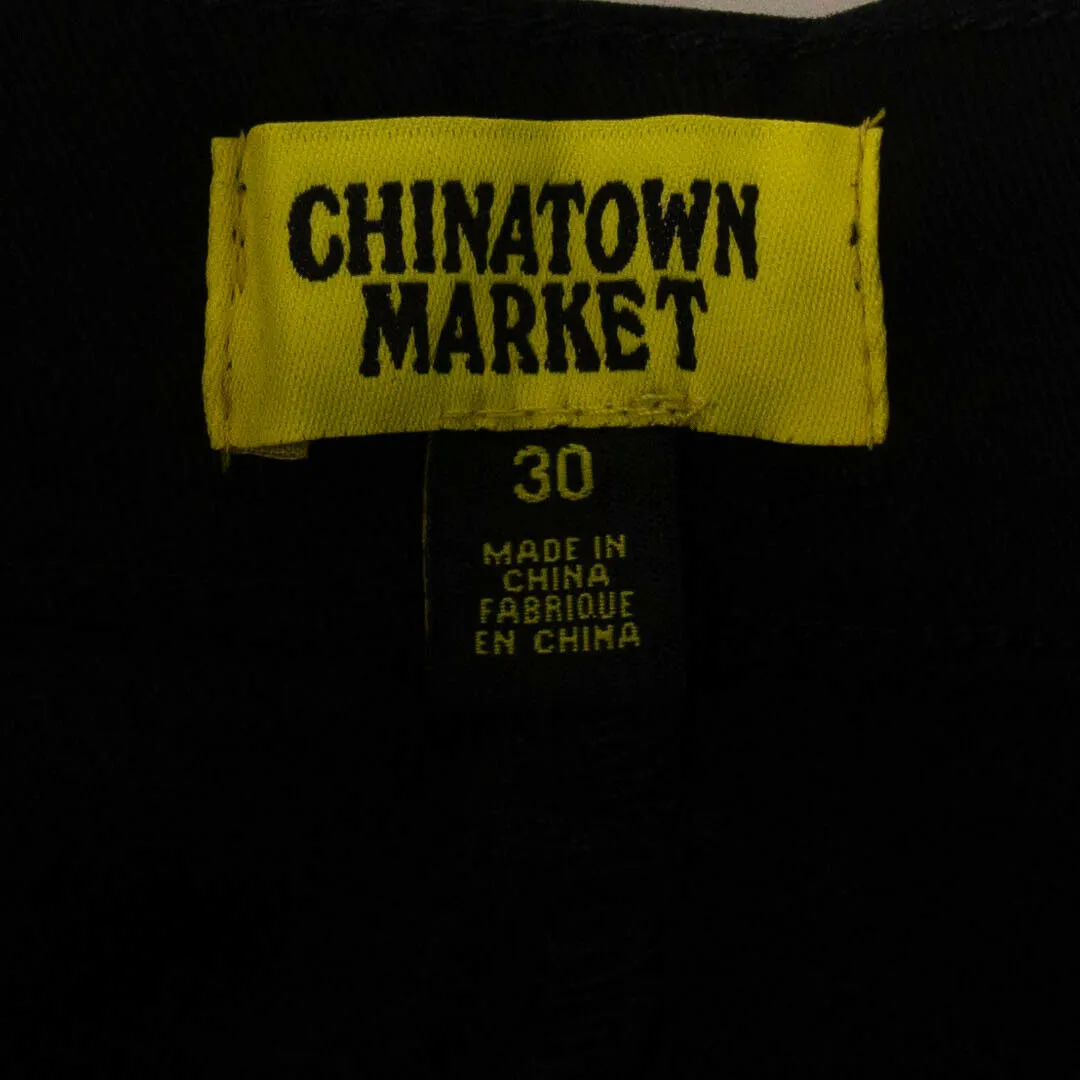 CHINATOWN
MARKET
30
MADE IN
CHINA
FABRIQUE
EN CHINA